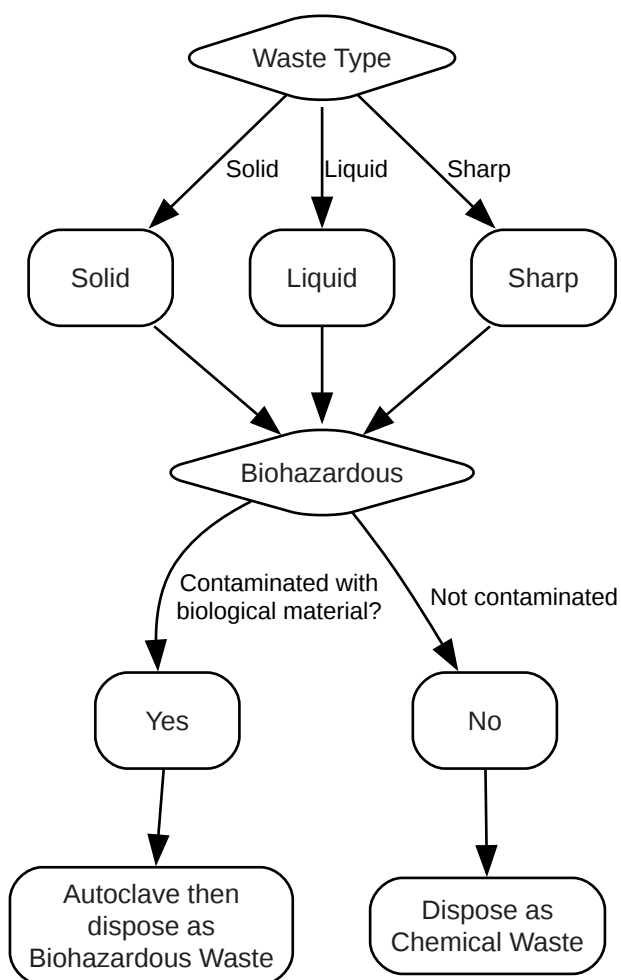 Waste Type
Solid
Liquid
Sharp
Solid
Liquid
Sharp
Biohazardous
Contaminated with
biological material?
Not contaminated
Yes
No
Autoclave then
dispose as
Biohazardous Waste
Dispose as
Chemical Waste